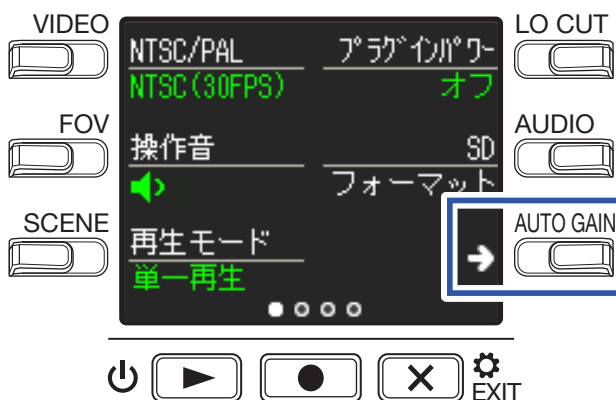 VIDEO
LO CUT
NTSC/PAL
プラグインパワー
NTSC(30FPS)
オフ
FOV
AUDIO
操作音
SD
フォーマット
SCENE
AUTO GAIN
再生モード
単一再生
EXIT